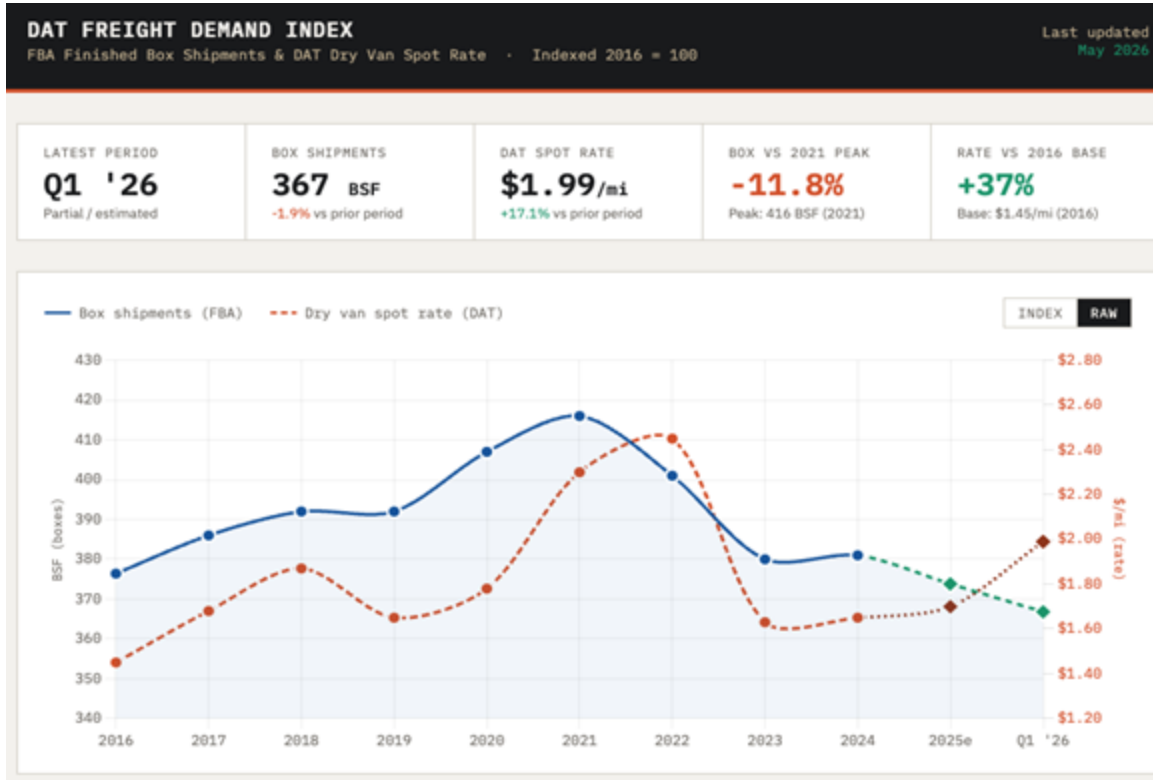 DAT FREIGHT DEMAND INDEX
FBA Finished Box Shipments & DAT Dry Van Spot Rate · Indexed 2016 = 100
Last updated
May 2026
LATEST PERIOD
Q1 '26
Partial / estimated
BOX SHIPMENTS
367 BSF
-1.9% vs prior period
DAT SPOT RATE
$1.99/mi
+17.1% vs prior period
BOX VS 2021 PEAK
-11.8%
Peak: 416 BSF (2021)
RATE VS 2016 BASE
+37%
Base: $1.45/mi (2016)
Box shipments (FBA)
Dry van spot rate (DAT)
INDEX
RAW
BSF (boxes)
430
420
410
400
390
380
370
360
350
340
$2.80
$2.60
$2.40
$2.20
$2.00
$1.80
$1.60
$1.40
$1.20
$/mi (rate)
2016 2017 2018 2019 2020 2021 2022 2023 2024 2025e Q1 '26